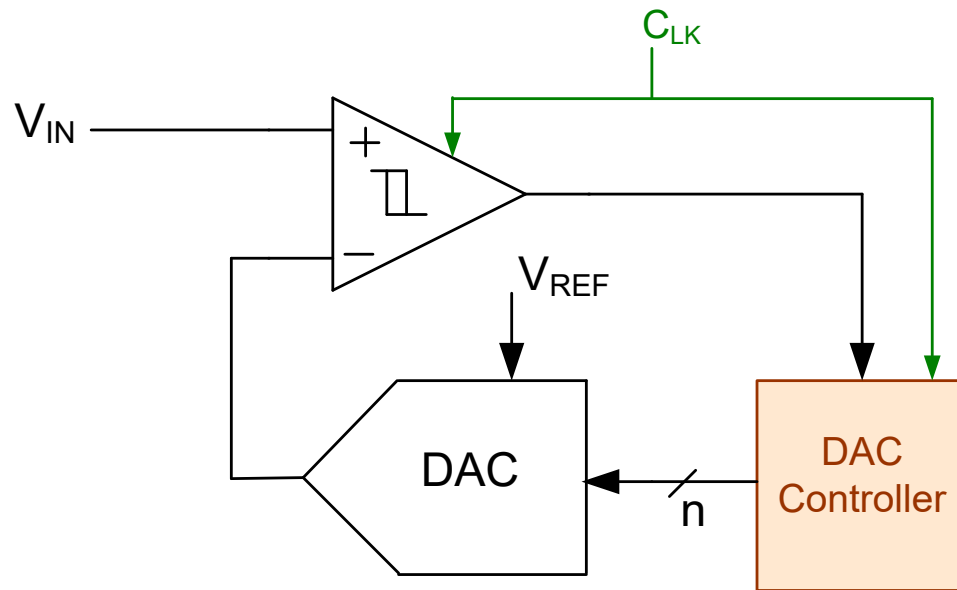 CLK
VIN
+
−
VREF
DAC
n
DAC
Controller